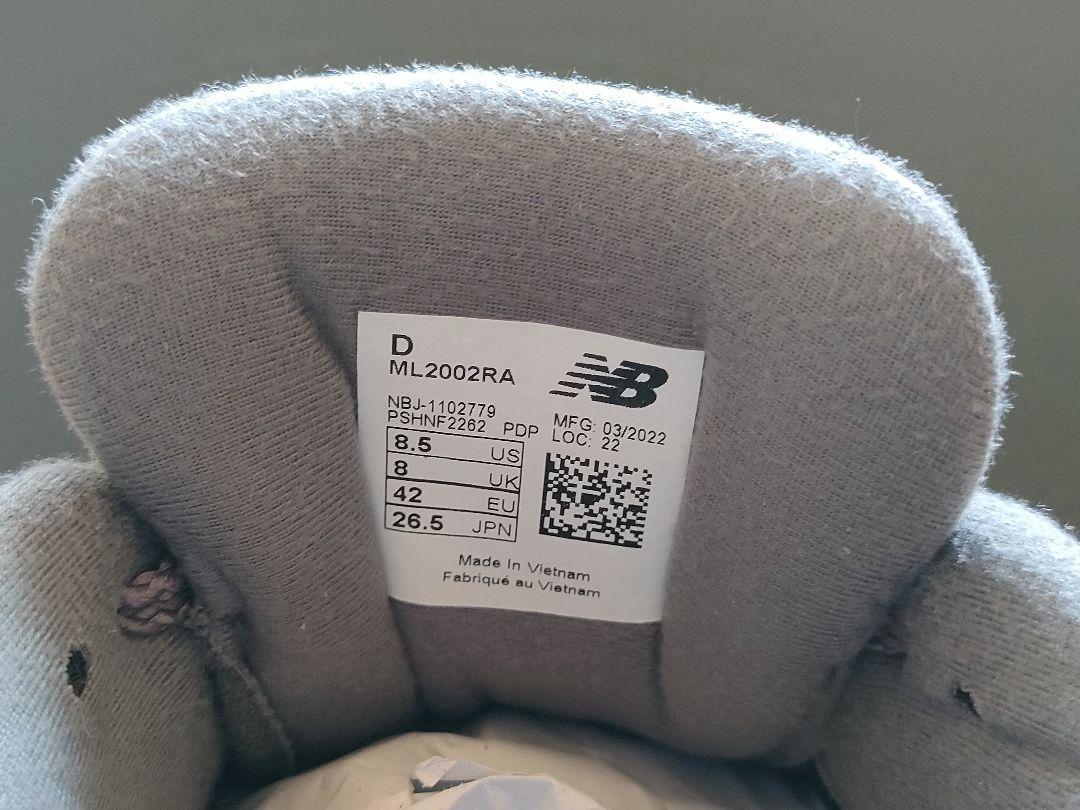 D
ML2002RA
NB
NBJ-1102779
PSHNF2262 PDP
MFG: 03/2022
LOC: 22
8.5 US
8 UK
42 EU
26.5 JPN
Made In Vietnam
Fabriqué au Vietnam